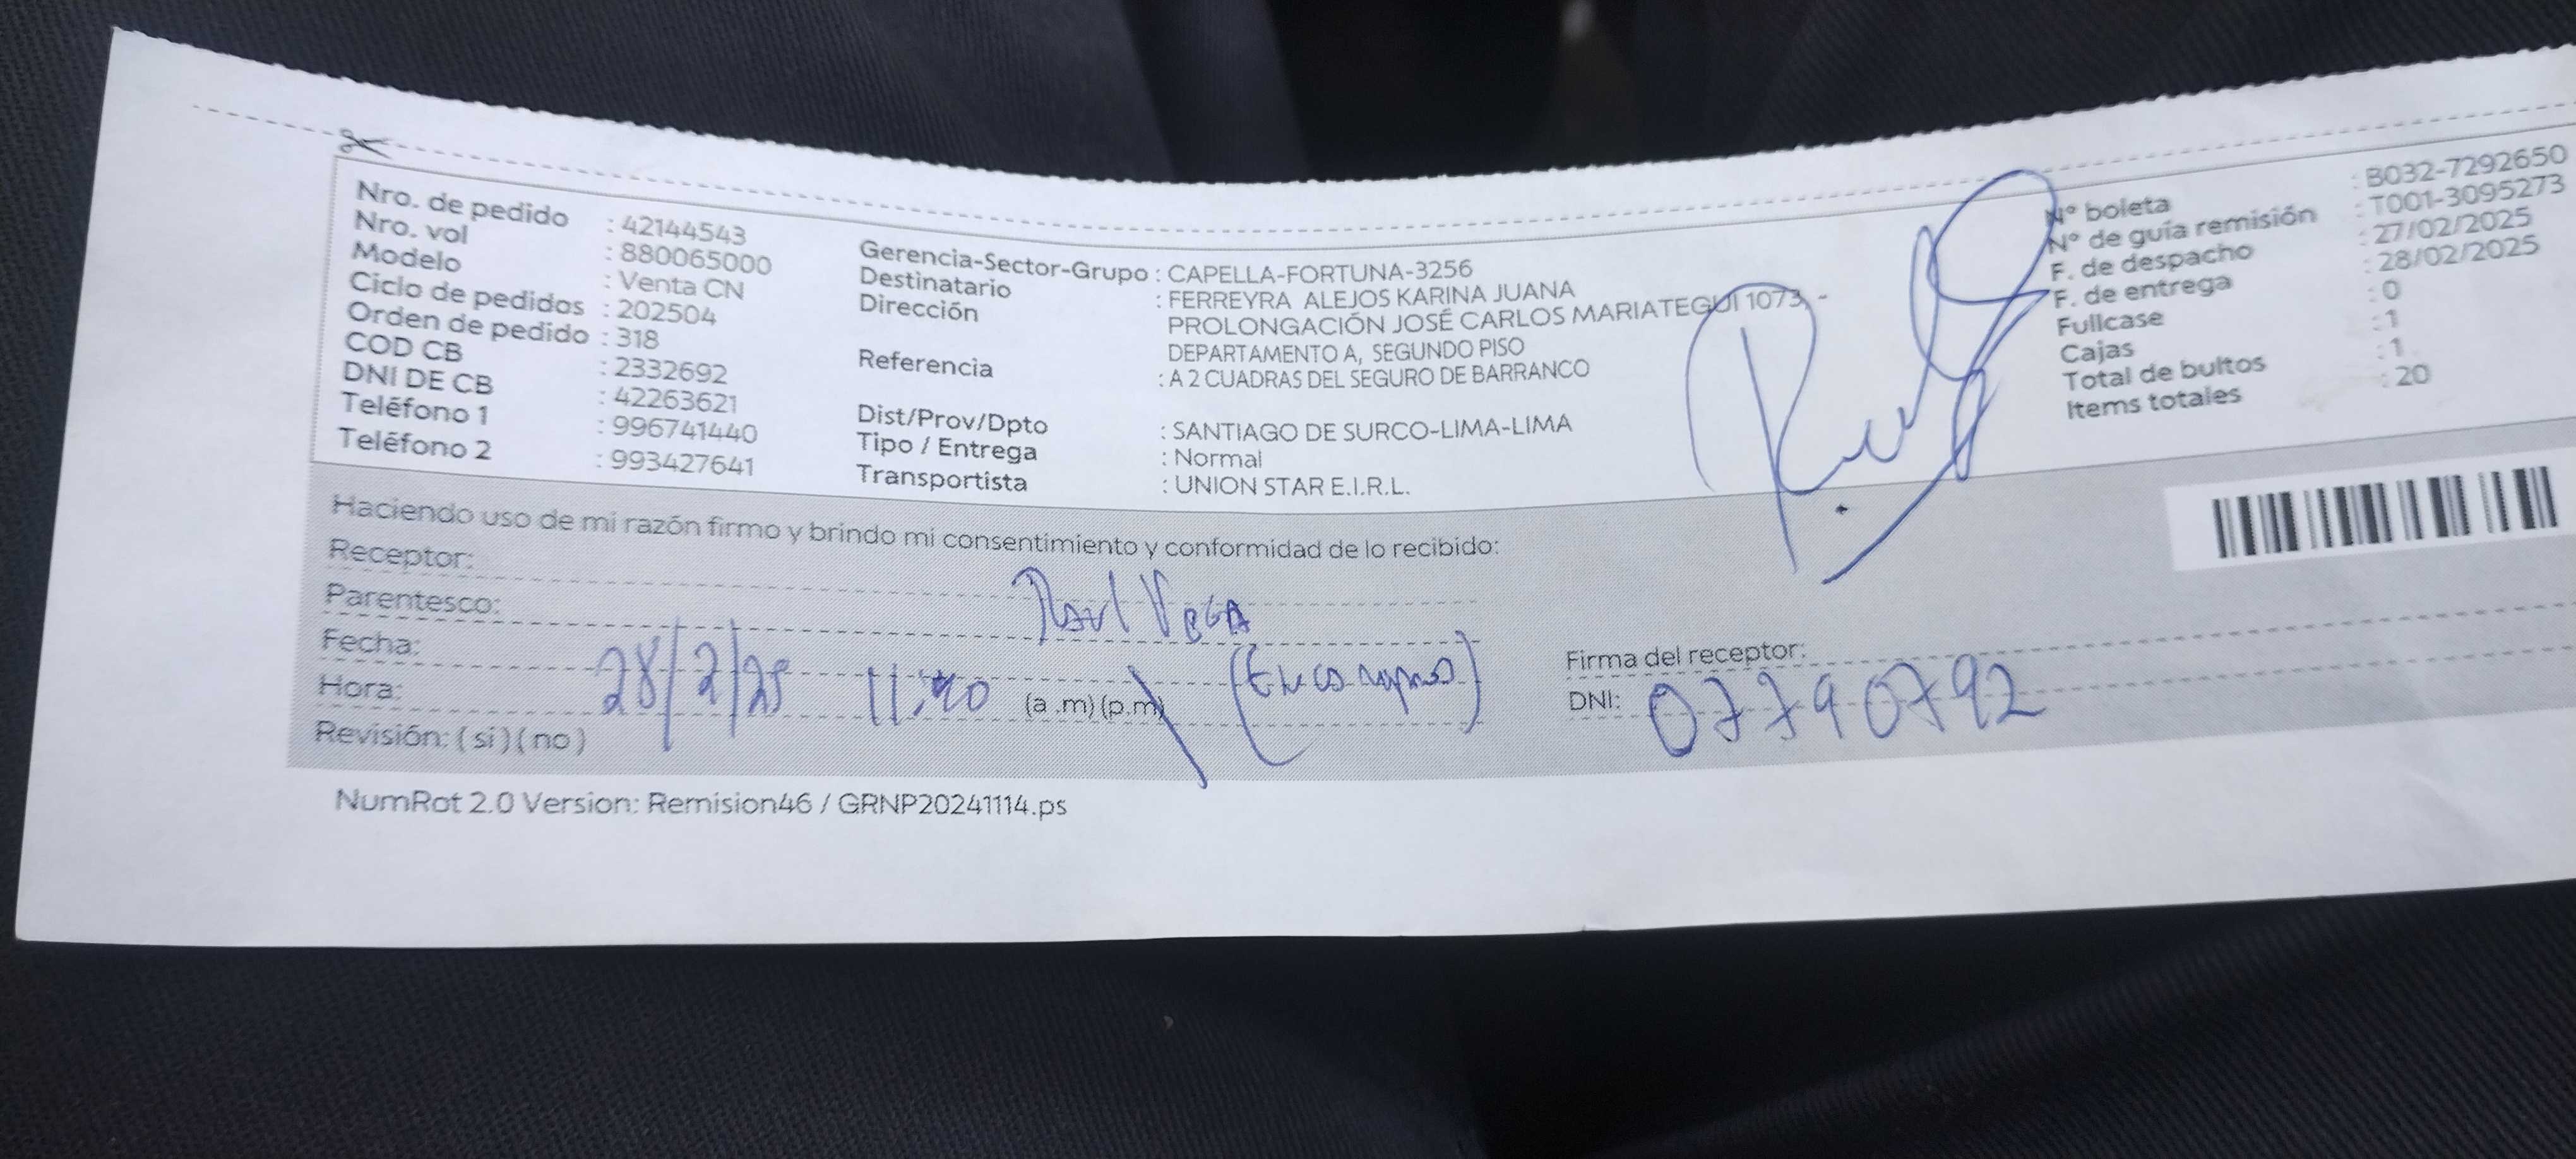 Nro. de pedido : 42144543
Nro. vol : 880065000
Modelo : Venta CN
Ciclo de pedidos : 202504
Orden de pedido : 318
COD CB : 2332692
DNI DE CB : 42263621
Teléfono 1 : 996741440
Teléfono 2 : 993427641
Gerencia-Sector-Grupo : CAPELLA-FORTUNA-3256
Destinatario : FERREYRA ALEJOS KARINA JUANA
Dirección PROLONGACIÓN JOSÉ CARLOS MARIATEGUI 1073, -
DEPARTAMENTO A, SEGUNDO PISO
Referencia : A 2 CUADRAS DEL SEGURO DE BARRANCO
Dist/Prov/Dpto : SANTIAGO DE SURCO-LIMA-LIMA
Tipo / Entrega : Normal
Transportista : UNION STAR E.I.R.L.
N° boleta : B032-7292650
N° de guía remisión : T001-3095273
F. de despacho : 27/02/2025
F. de entrega : 28/02/2025
Fullcase : 0
Cajas : 1
Total de bultos : 1
Items totales : 20
Haciendo uso de mi razón firmo y brindo mi consentimiento y conformidad de lo recibido:
Receptor:
Raul VEGA
Parentesco:
Fecha: 28/2/25
Hora: 11:40 (a .m) (p.m)
Revisión: ( si ) ( no )
Firma del receptor:
DNI: 07790792
NumRot 2.0 Version: Remision46 / GRNP20241114.ps